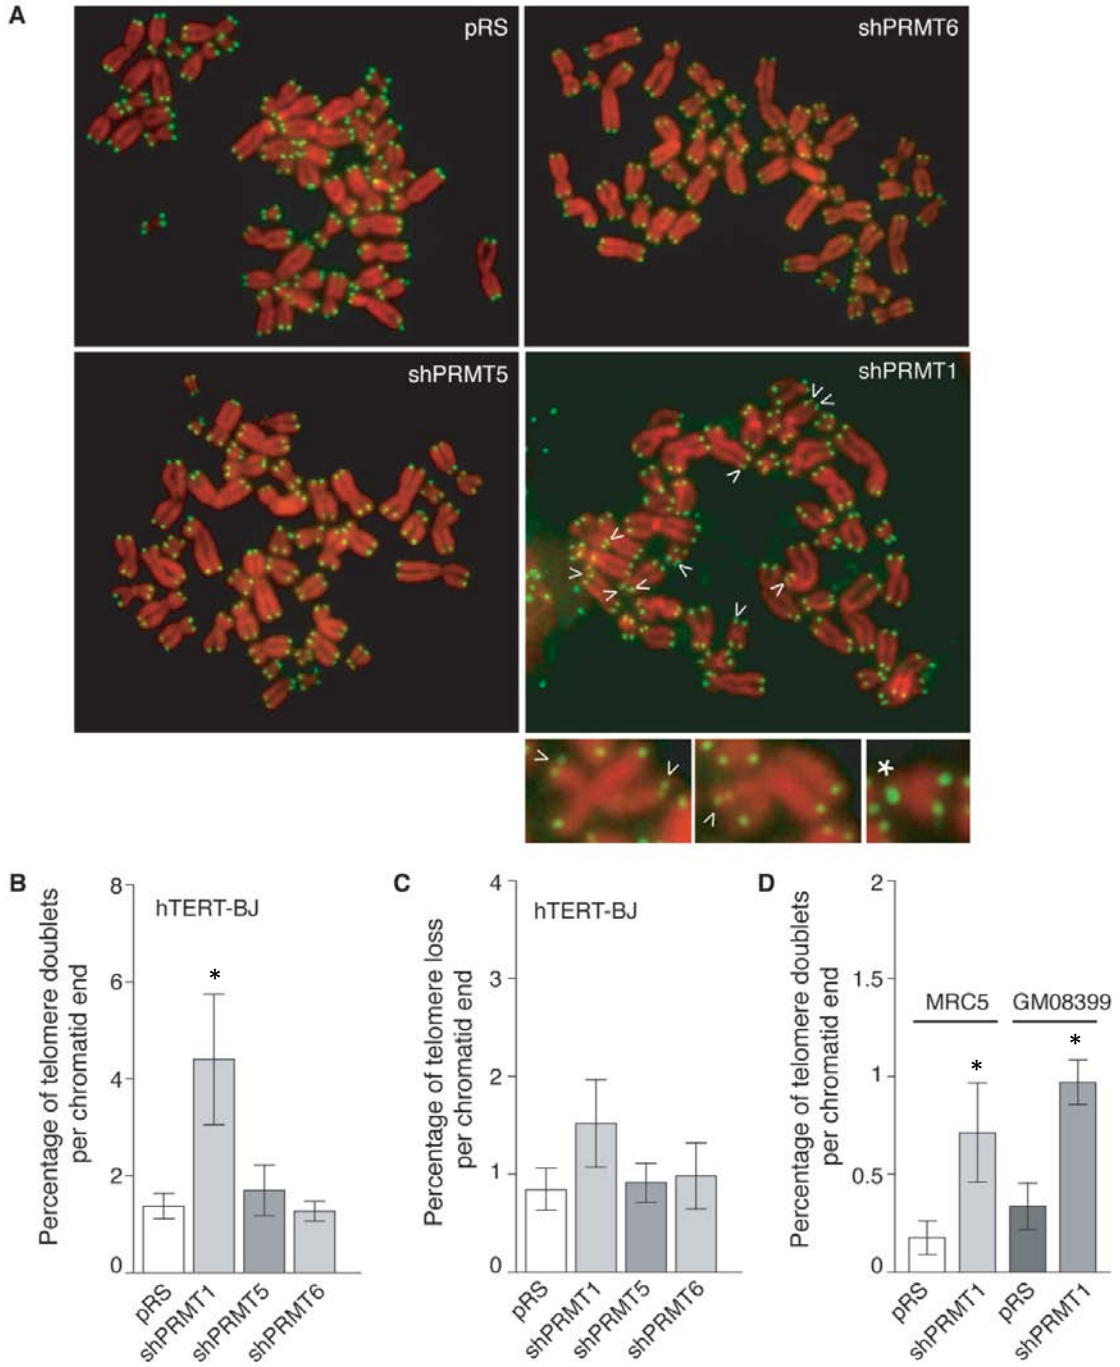 A
pRS
shPRMT6
shPRMT5
shPRMT1
>
>
>
>
>
>
>
>
>
>
>
>
>
*
B
Percentage of telomere doublets
per chromatid end
8
6
4
2
0
hTERT-BJ
*
pRS
shPRMT1
shPRMT5
shPRMT6
C
Percentage of telomere loss
per chromatid end
4
3
2
1
0
hTERT-BJ
pRS
shPRMT1
shPRMT5
shPRMT6
D
Percentage of telomere doublets
per chromatid end
2
1.5
1
0.5
0
MRC5
GM08399
*
*
pRS
shPRMT1
pRS
shPRMT1